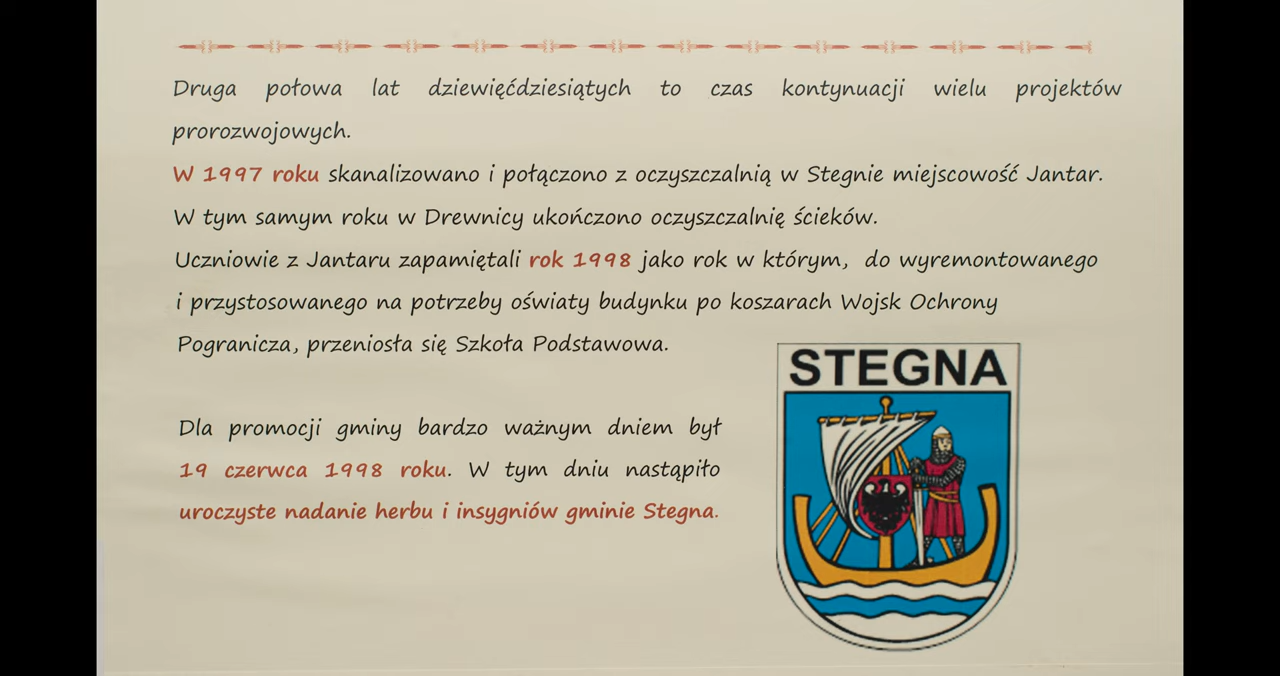 Druga połowa lat dziewięćdziesiątych to czas kontynuacji wielu projektów
prorozwojowych.
W 1997 roku skanalizowano i połączono z oczyszczalnią w Stegnie miejscowość Jantar.
W tym samym roku w Drewnicy ukończono oczyszczalnię ścieków.
Uczniowie z Jantaru zapamiętali rok 1998 jako rok w którym, do wyremontowanego
i przystosowanego na potrzeby oświaty budynku po koszarach Wojsk Ochrony
Pogranicza, przeniosła się Szkoła Podstawowa.
STEGNA
Dla promocji gminy bardzo ważnym dniem był
19 czerwca 1998 roku. W tym dniu nastąpiło
uroczyste nadanie herbu i insygniów gminie Stegna.